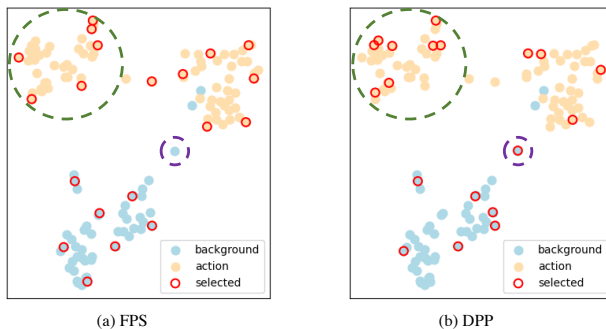 background
action
selected
(a) FPS
background
action
selected
(b) DPP